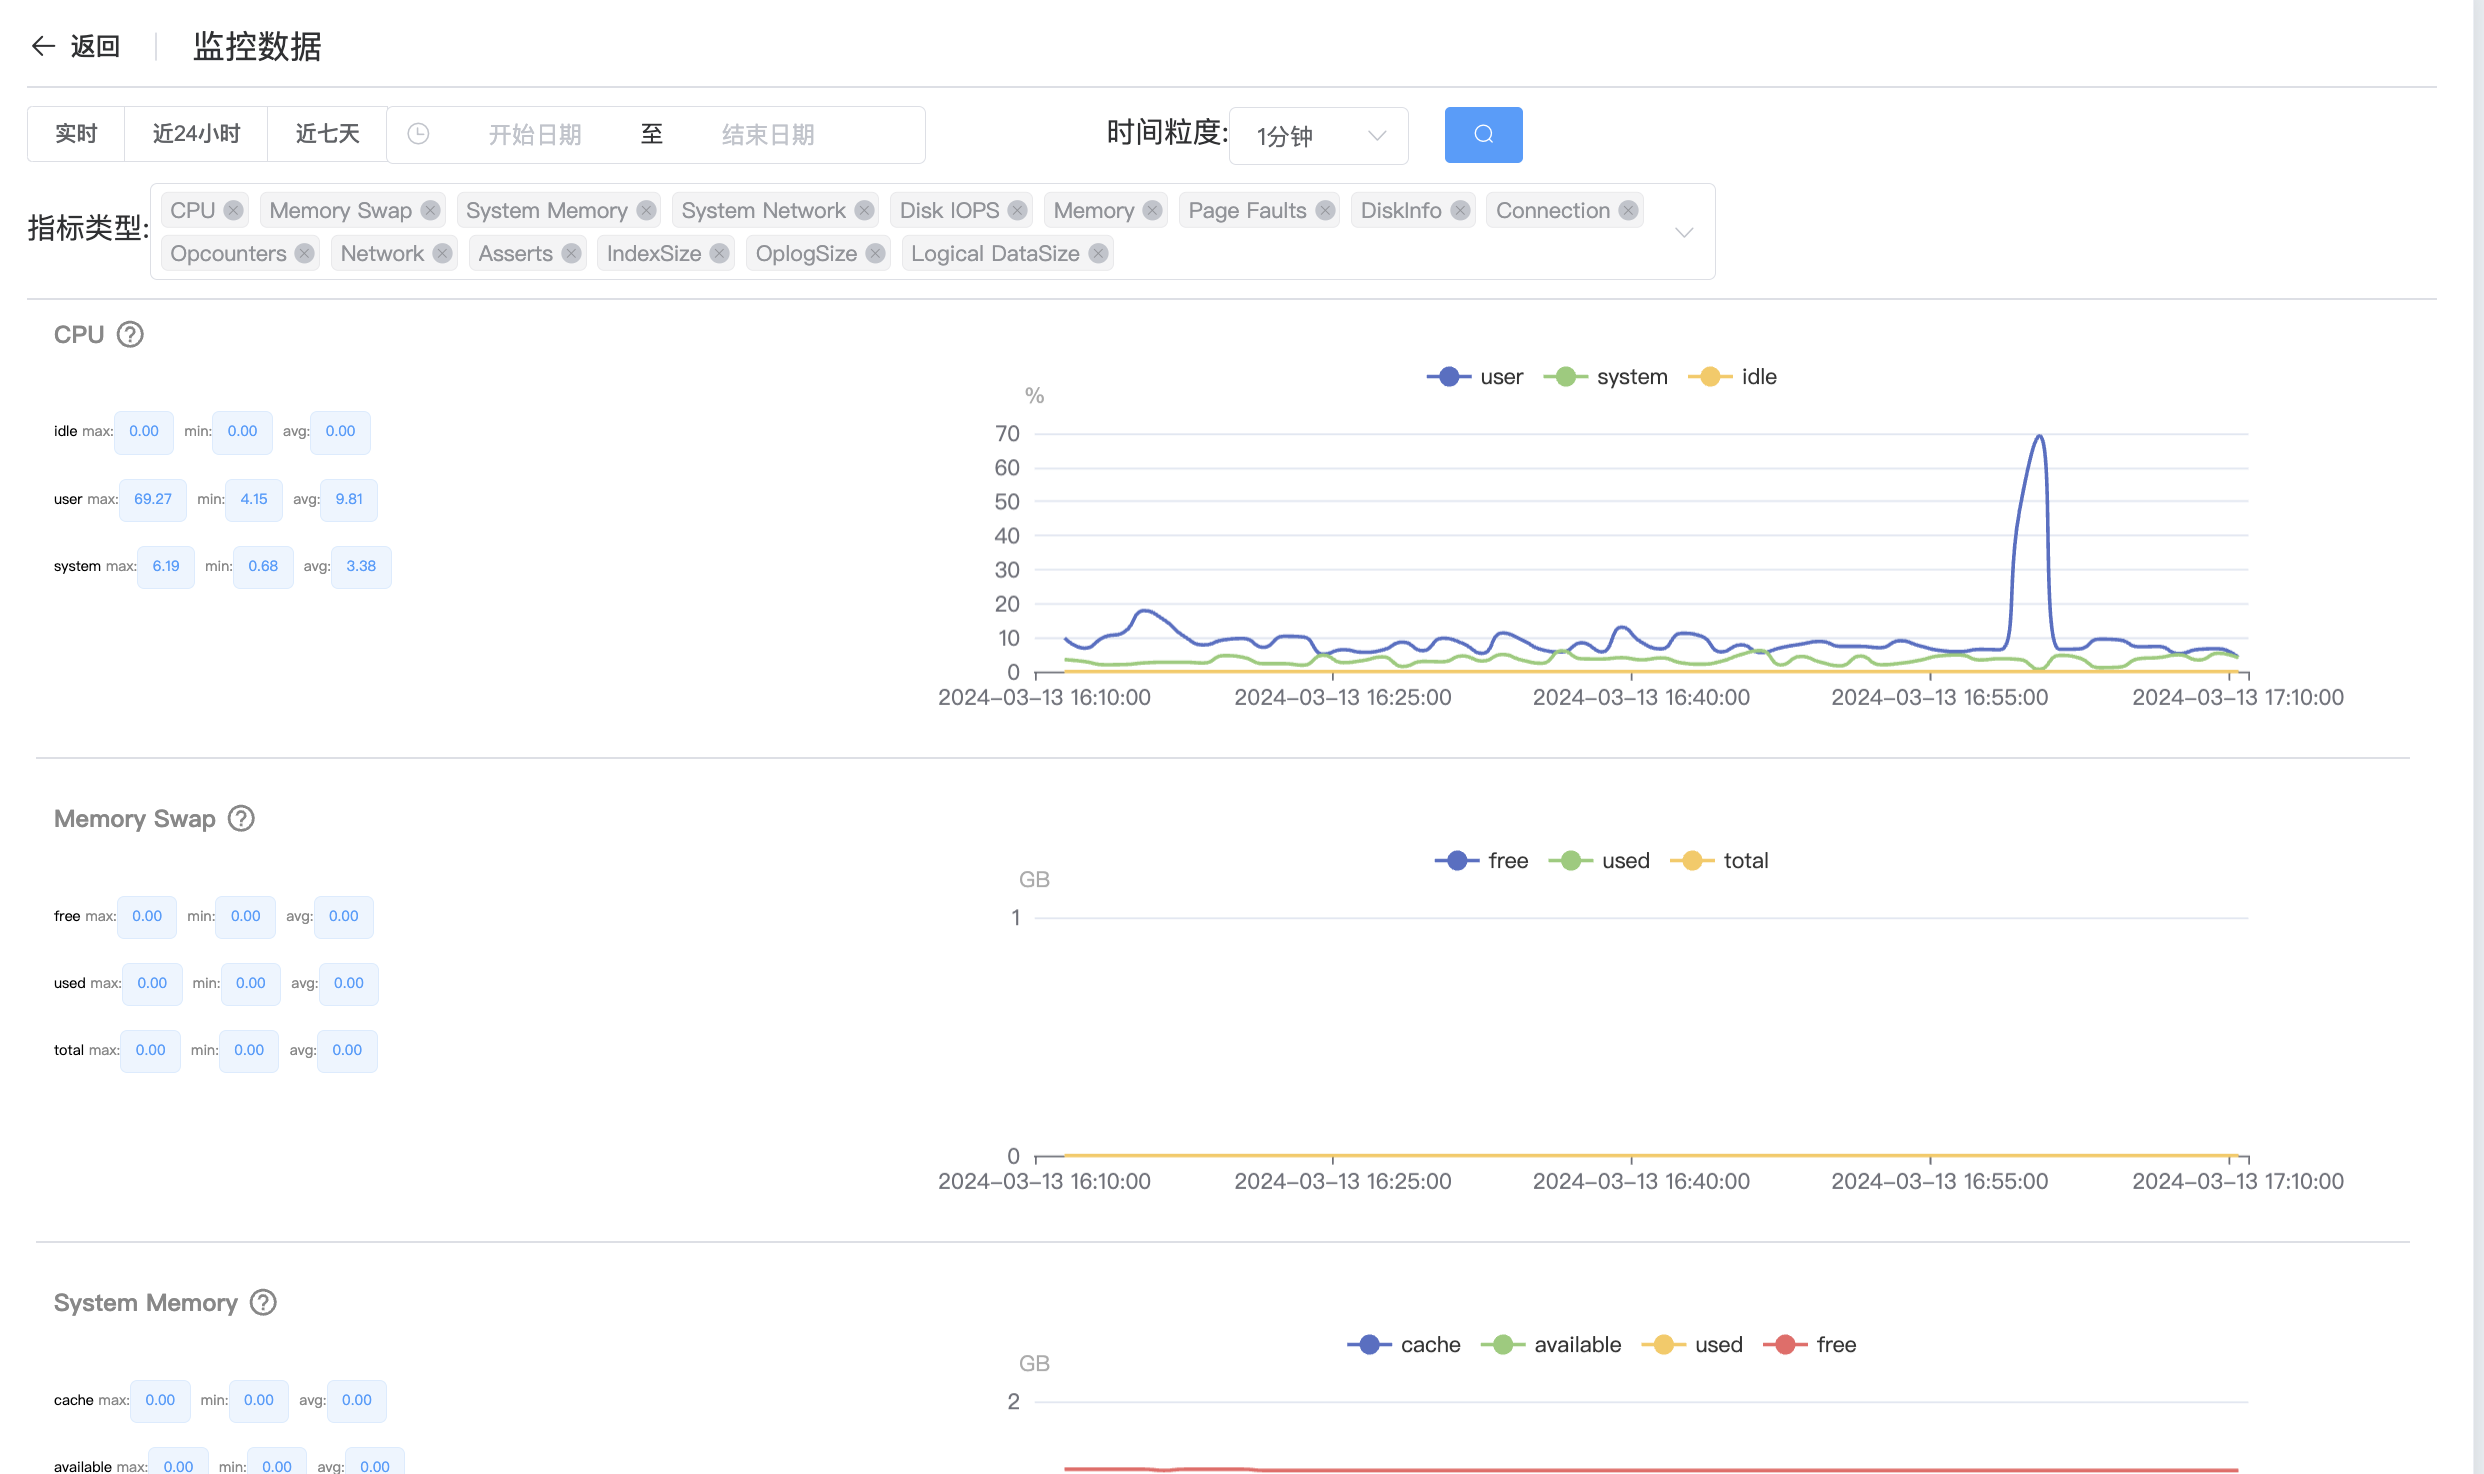 返回 监控数据
实时 近24小时 近七天 开始日期 至 结束日期 时间粒度: 1分钟
指标类型: CPU Memory Swap System Memory System Network Disk IOPS Memory Page Faults DiskInfo Connection
Opcounters Network Asserts IndexSize OplogSize Logical DataSize
CPU
user system idle
%
idle max: 0.00 min: 0.00 avg: 0.00
user max: 69.27 min: 4.15 avg: 9.81
system max: 6.19 min: 0.68 avg: 3.38
70
60
50
40
30
20
10
0
2024-03-13 16:10:00 2024-03-13 16:25:00 2024-03-13 16:40:00 2024-03-13 16:55:00 2024-03-13 17:10:00
Memory Swap
free used total
GB
free max: 0.00 min: 0.00 avg: 0.00
used max: 0.00 min: 0.00 avg: 0.00
total max: 0.00 min: 0.00 avg: 0.00
1
0
2024-03-13 16:10:00 2024-03-13 16:25:00 2024-03-13 16:40:00 2024-03-13 16:55:00 2024-03-13 17:10:00
System Memory
cache available used free
GB
cache max: 0.00 min: 0.00 avg: 0.00
available max: 0.00 min: 0.00 avg: 0.00
2